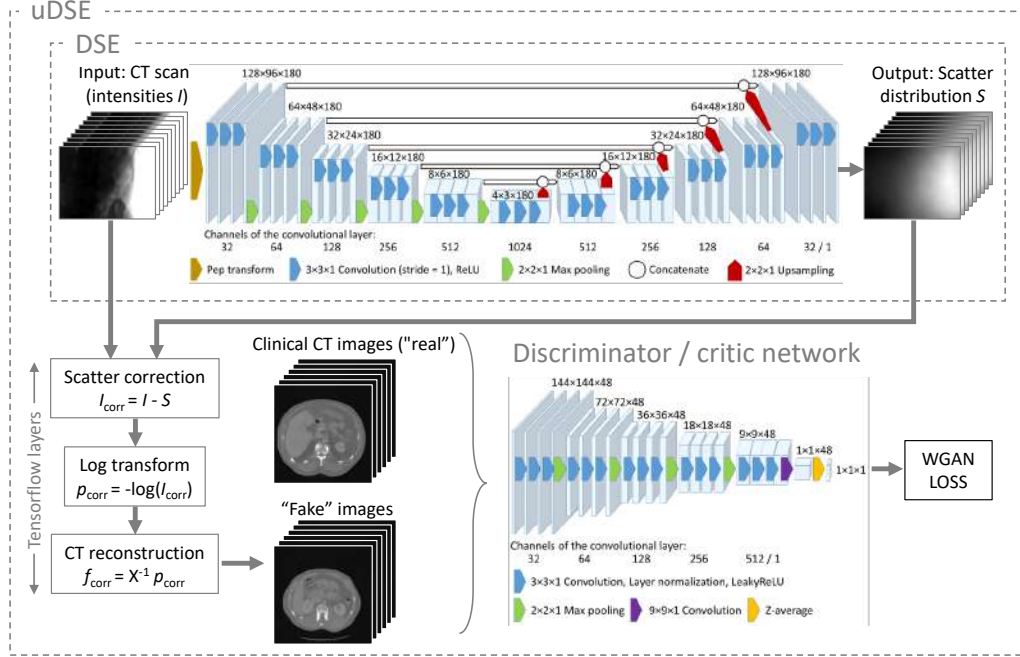 uDSE
DSE
Input: CT scan
(intensities I)
128×96×180
64×48×180
32×24×180
16×12×180
8×6×180
4×3×180
8×6×180
16×12×180
32×24×180
64×48×180
128×96×180
Output: Scatter
distribution S
Channels of the convolutional layer:
32 64 128 256 512 1024 512 256 128 64 32 / 1
Pep transform 3×3×1 Convolution (stride = 1), ReLU 2×2×1 Max pooling Concatenate 2×2×1 Upsampling
Tensorflow layers
Scatter correction
Icorr = I - S
Log transform
pcorr = -log(Icorr)
CT reconstruction
fcorr = X⁻¹ pcorr
Clinical CT images ("real”)
“Fake” images
Discriminator / critic network
144×144×48
72×72×48
36×36×48
18×18×48
9×9×48
1×1×48
1×1×1
Channels of the convolutional layer:
32 64 128 256 512 / 1
3×3×1 Convolution, Layer normalization, LeakyReLU
2×2×1 Max pooling 9×9×1 Convolution Z-average
WGAN
LOSS